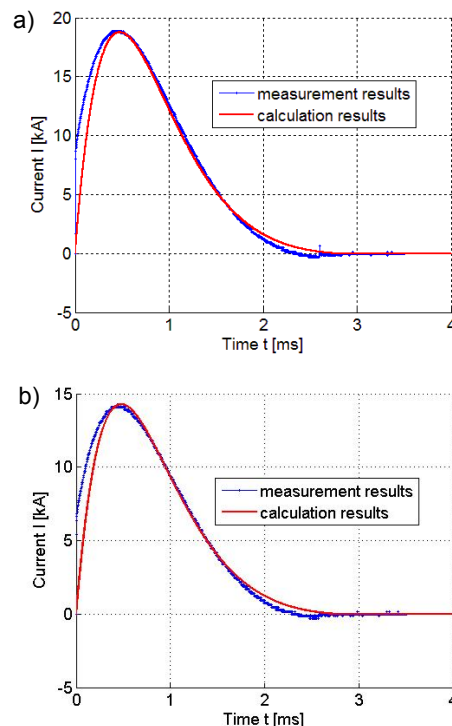 a)
20
15
10
5
0
-5
Current I [kA]
measurement results
calculation results
0 1 2 3 4
Time t [ms]
b)
15
10
5
0
-5
Current I [kA]
measurement results
calculation results
0 1 2 3 4
Time t [ms]